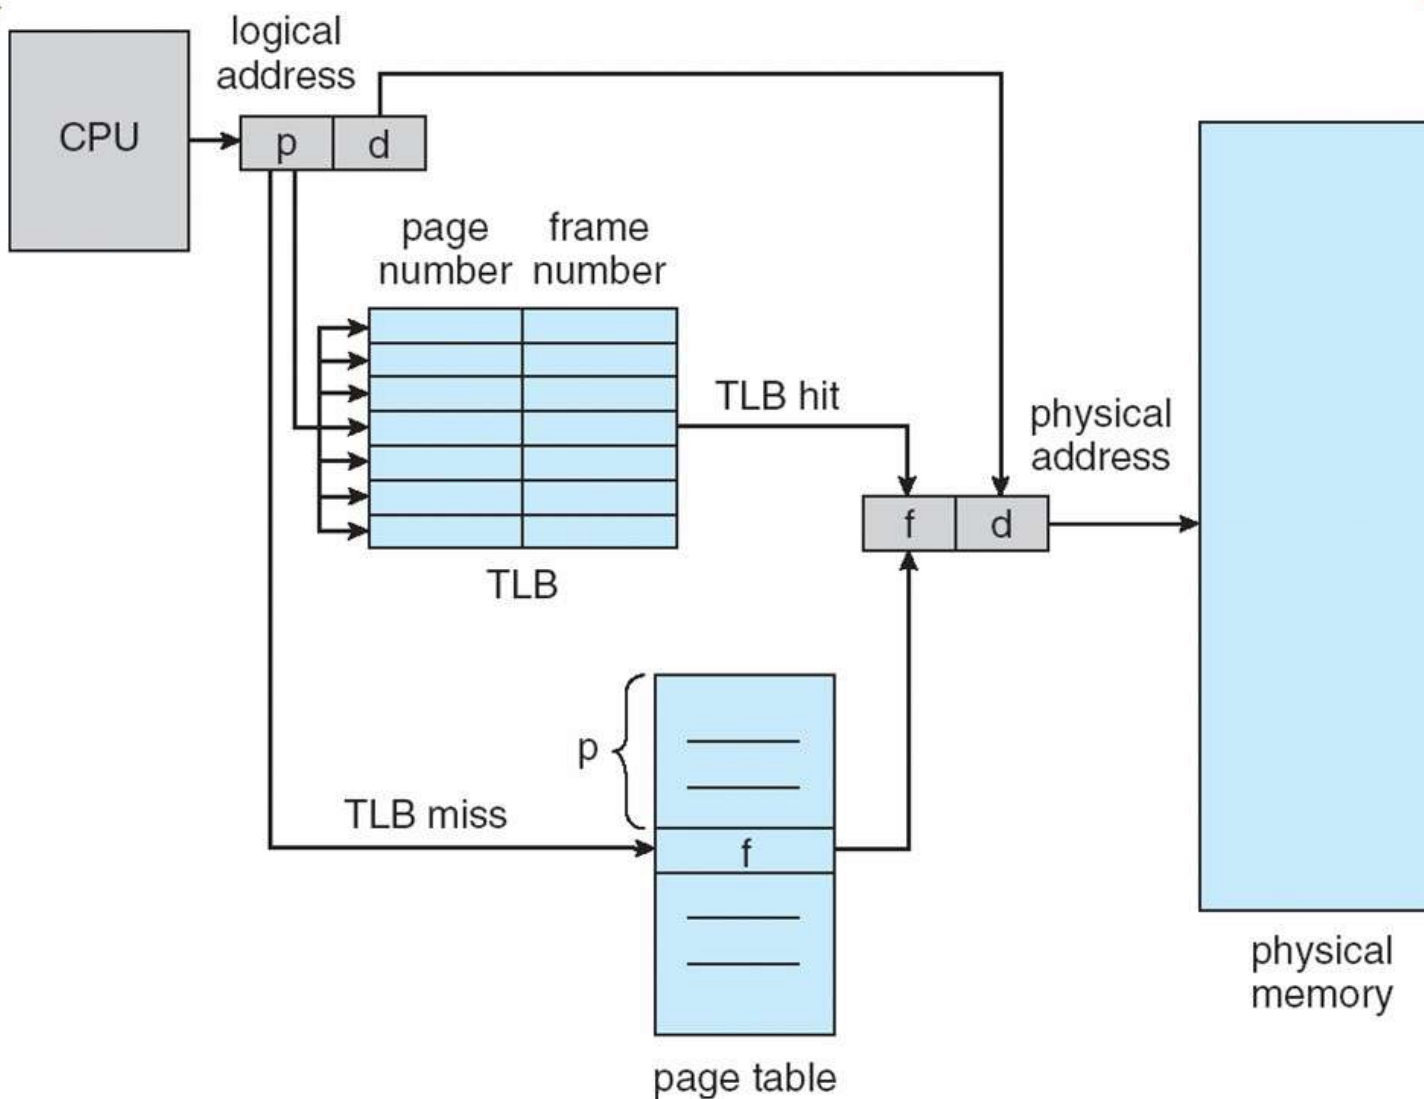 logical
address
CPU
p
d
page
number
frame
number
TLB hit
physical
address
f
d
TLB
p
TLB miss
f
physical
memory
page table